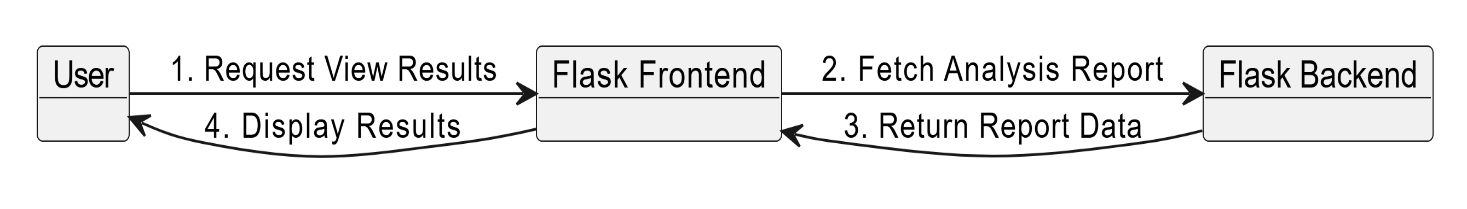 User
1. Request View Results
Flask Frontend
2. Fetch Analysis Report
Flask Backend
4. Display Results
3. Return Report Data